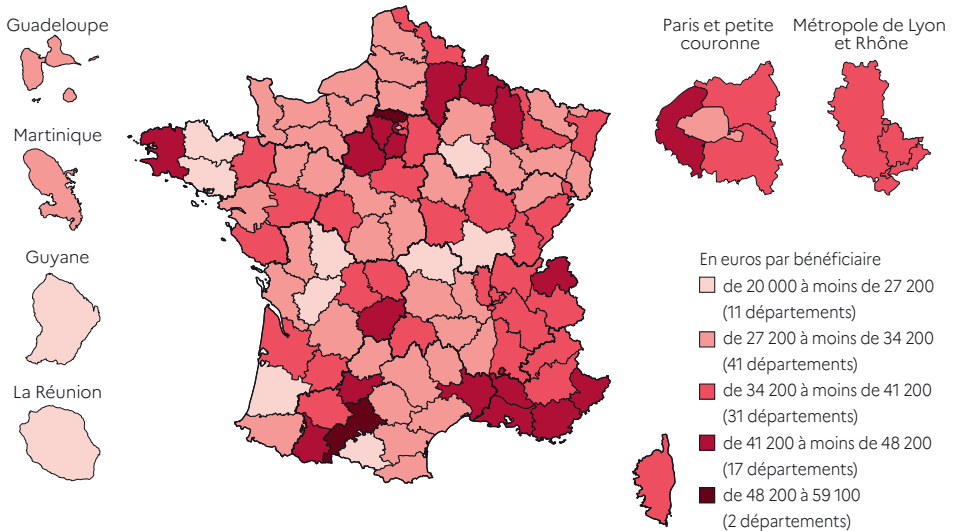 Guadeloupe
Martinique
Guyane
La Réunion
Paris et petite
couronne
Métropole de Lyon
et Rhône
En euros par bénéficiaire
de 20 000 à moins de 27 200
(11 départements)
de 27 200 à moins de 34 200
(41 départements)
de 34 200 à moins de 41 200
(31 départements)
de 41 200 à moins de 48 200
(17 départements)
de 48 200 à 59 100
(2 départements)